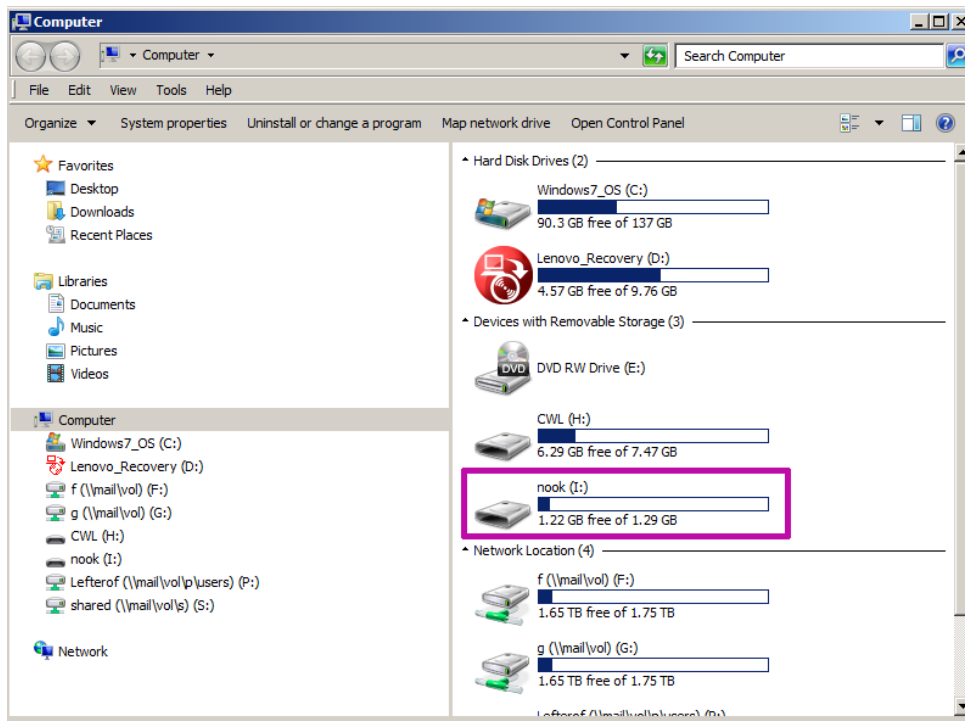 Computer
Computer
Search Computer
File Edit View Tools Help
Organize System properties Uninstall or change a program Map network drive Open Control Panel
Favorites
Desktop
Downloads
Recent Places
Libraries
Documents
Music
Pictures
Videos
Computer
Windows7_OS (C:)
Lenovo_Recovery (D:)
f (\\mail\vol) (F:)
g (\\mail\vol) (G:)
CWL (H:)
nook (I:)
Lefterof (\\mail\vol\p\users) (P:)
shared (\\mail\vol\s) (S:)
Network
Hard Disk Drives (2)
Windows7_OS (C:)
90.3 GB free of 137 GB
Lenovo_Recovery (D:)
4.57 GB free of 9.76 GB
Devices with Removable Storage (3)
DVD
DVD RW Drive (E:)
CWL (H:)
6.29 GB free of 7.47 GB
nook (I:)
1.22 GB free of 1.29 GB
Network Location (4)
f (\\mail\vol) (F:)
1.65 TB free of 1.75 TB
g (\\mail\vol) (G:)
1.65 TB free of 1.75 TB
Lefterof (\\mail\vol\p\users) (P:)